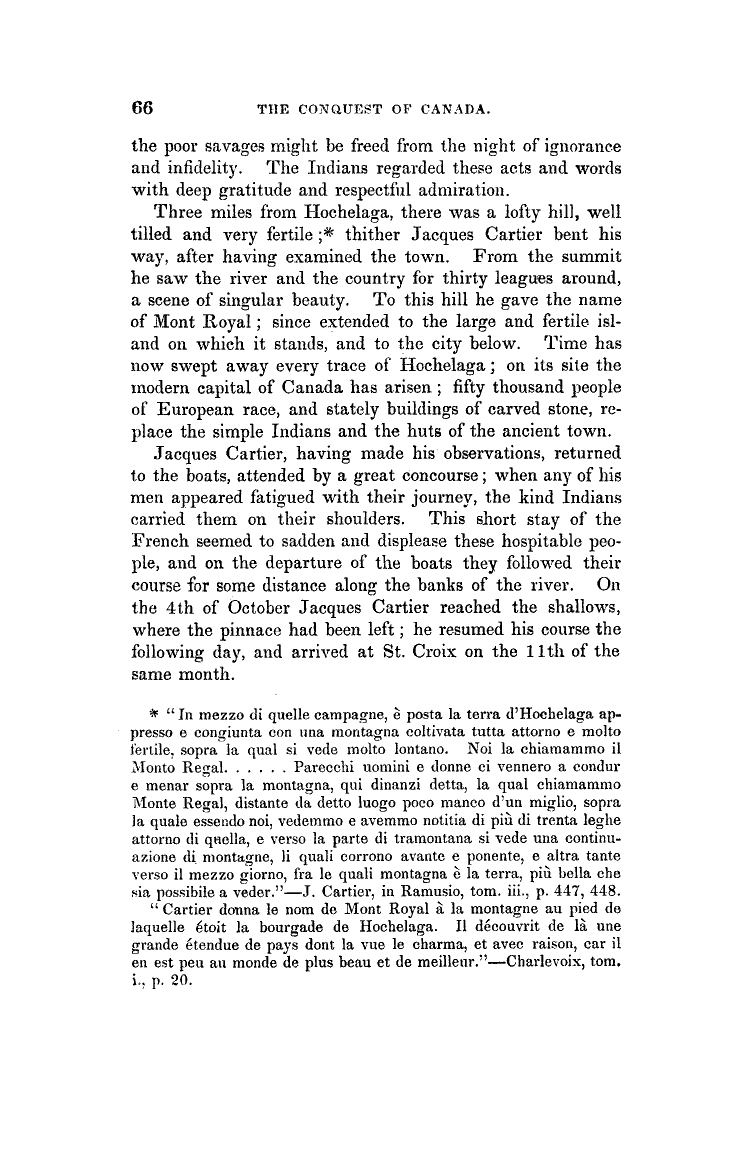 66 THE CONQUEST OF CANADA.
the poor savages might be freed from the night of ignorance
and infidelity. The Indians regarded these acts and words
with deep gratitude and respectful admiration.
Three miles from Hochelaga, there was a lofty hill, well
tilled and very fertile ;* thither Jacques Cartier bent his
way, after having examined the town. From the summit
he saw the river and the country for thirty leagues around,
a scene of singular beauty. To this hill he gave the name
of Mont Royal ; since extended to the large and fertile isl-
and on which it stands, and to the city below. Time has
now swept away every trace of Hochelaga ; on its site the
modern capital of Canada has arisen ; fifty thousand people
of European race, and stately buildings of carved stone, re-
place the simple Indians and the huts of the ancient town.
Jacques Cartier, having made his observations, returned
to the boats, attended by a great concourse ; when any of his
men appeared fatigued with their journey, the kind Indians
carried them on their shoulders. This short stay of the
French seemed to sadden and displease these hospitable peo-
ple, and on the departure of the boats they followed their
course for some distance along the banks of the river. On
the 4th of October Jacques Cartier reached the shallows,
where the pinnace had been left ; he resumed his course the
following day, and arrived at St. Croix on the 11th of the
same month.
* “In mezzo di quelle campagne, è posta la terra d'Hochelaga ap-
presso e congiunta con una montagna coltivata tutta attorno e molto
fertile, sopra la qual si vede molto lontano. Noi la chiamammo il
Monto Regal. . . . . . Parecchi uomini e donne ci vennero a condur
e menar sopra la montagna, qui dinanzi detta, la qual chiamammo
Monte Regal, distante da detto luogo poco manco d'un miglio, sopra
la quale essendo noi, vedemmo e avemmo notitia di più di trenta leghe
attorno di quella, e verso la parte di tramontana si vede una continu-
azione di montagne, li quali corrono avante e ponente, e altra tante
verso il mezzo giorno, fra le quali montagna è la terra, più bella che
sia possibile a veder.”—J. Cartier, in Ramusio, tom. iii., p. 447, 448.
“Cartier donna le nom de Mont Royal à la montagne au pied de
laquelle étoit la bourgade de Hochelaga. Il découvrit de là une
grande étendue de pays dont la vue le charma, et avec raison, car il
en est peu au monde de plus beau et de meilleur.”—Charlevoix, tom.
i., p. 20.